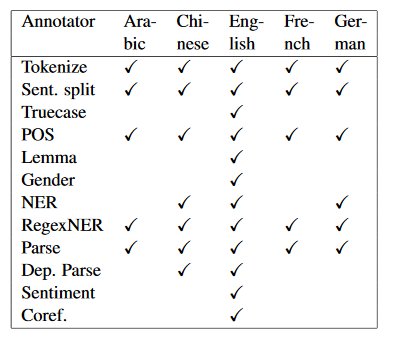 Annotator Ara- Chi- Eng- Fre- Ger-
bic nese lish nch man
Tokenize ✓ ✓ ✓ ✓ ✓
Sent. split ✓ ✓ ✓ ✓ ✓
Truecase ✓
POS ✓ ✓ ✓ ✓ ✓
Lemma ✓
Gender ✓
NER ✓ ✓ ✓
RegexNER ✓ ✓ ✓ ✓ ✓
Parse ✓ ✓ ✓ ✓ ✓
Dep. Parse ✓ ✓
Sentiment ✓
Coref. ✓